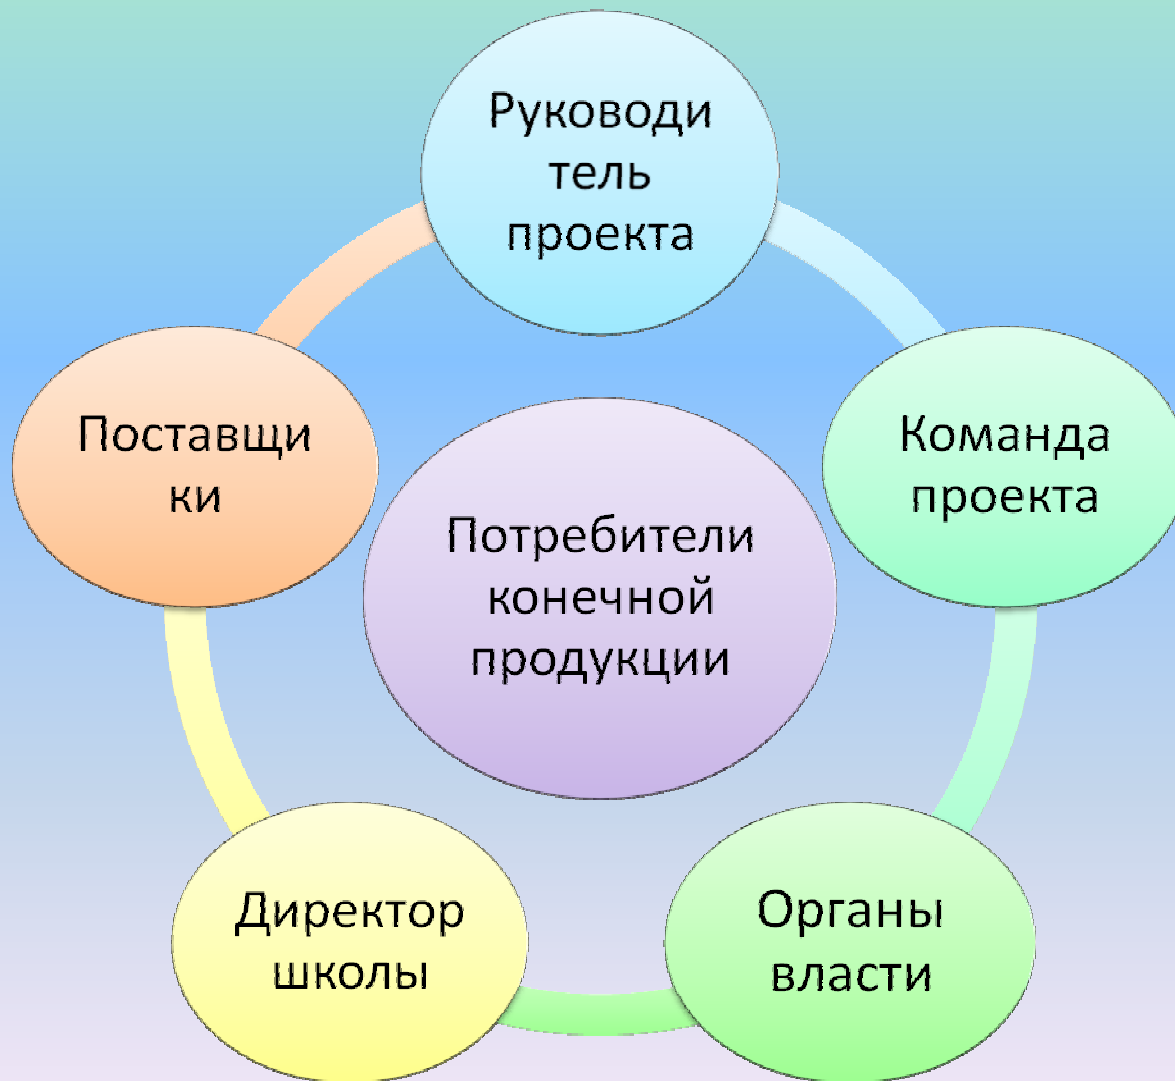 Руководи
тель
проекта
Поставщи
ки
Команда
проекта
Потребители
конечной
продукции
Директор
школы
Органы
власти